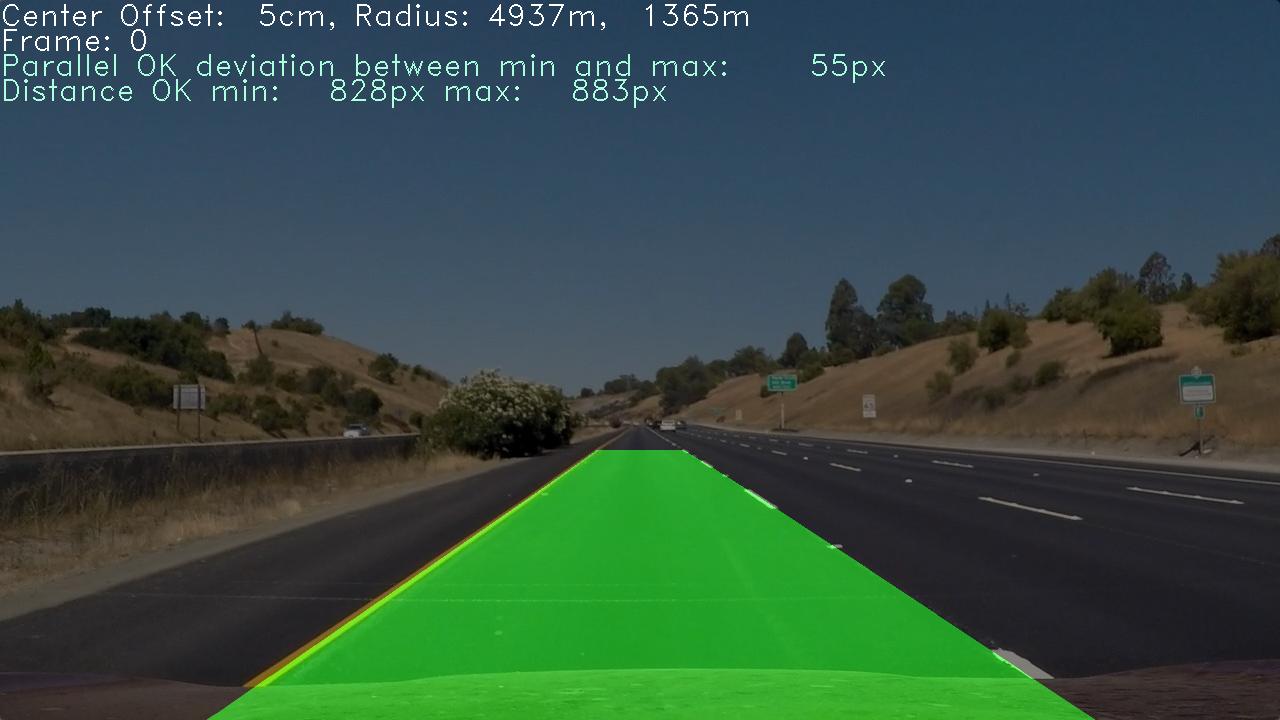 Center Offset:  5cm, Radius: 4937m,  1365m
Frame: 0
Parallel OK deviation between min and max:     55px
Distance OK min:   828px max:   883px